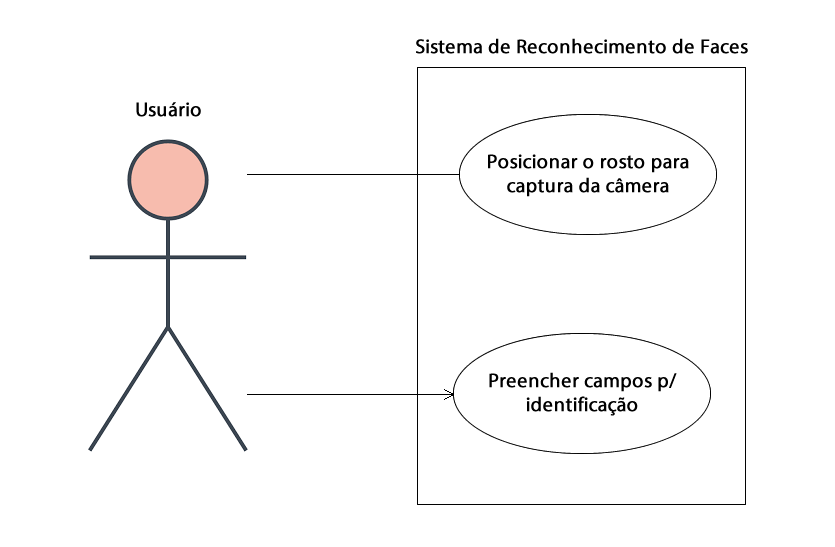 Sistema de Reconhecimento de Faces
Usuário
Posicionar o rosto para
captura da câmera
Preencher campos p/
identificação